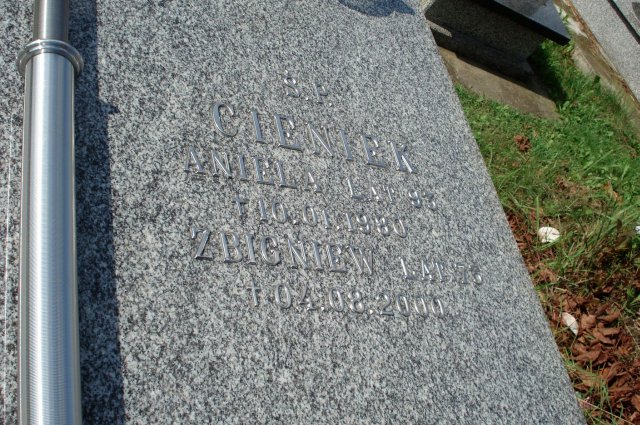 Ś.P.
CIENIEK
ANIELA LAT 93
† 10.01.1980
ZBIGNIEW LAT 75
† 04.08.2000